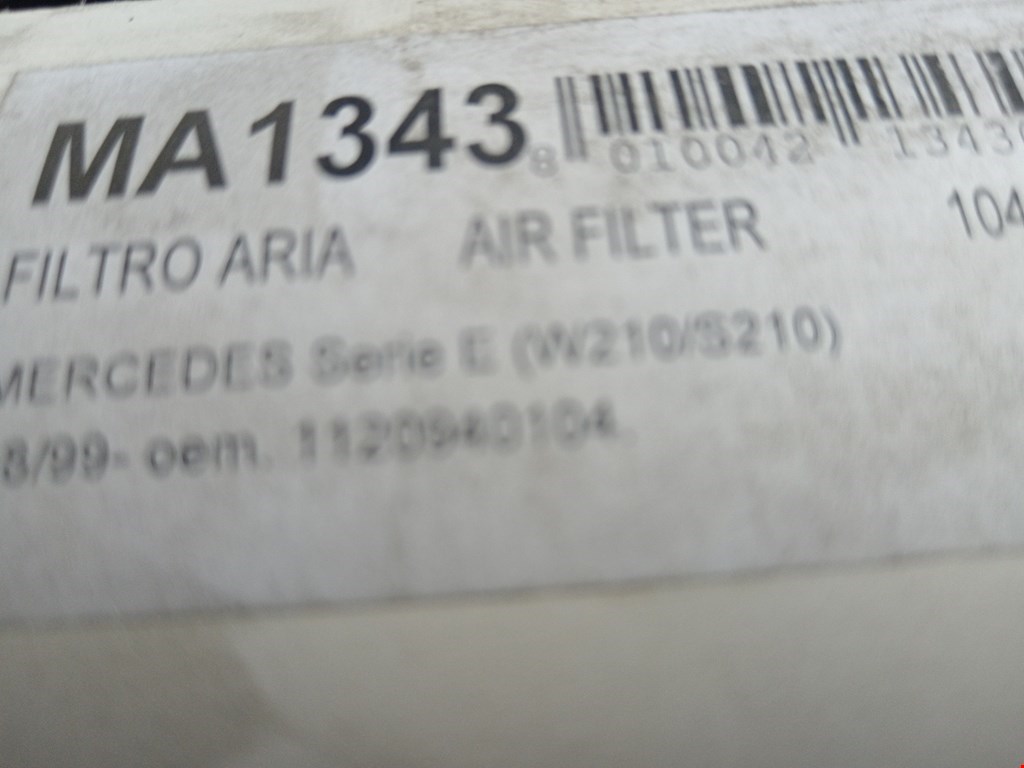 MA1343
8 010042 1343
FILTRO ARIA AIR FILTER 104
MERCEDES Serie E (W210/S210)
8/99- oem. 1120940104